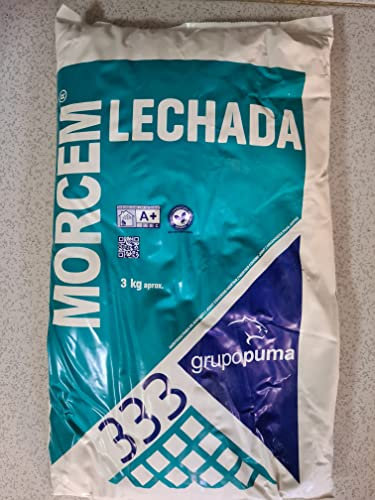 MORCEM®
LECHADA
A+
3 kg aprox.
grupopuma
333